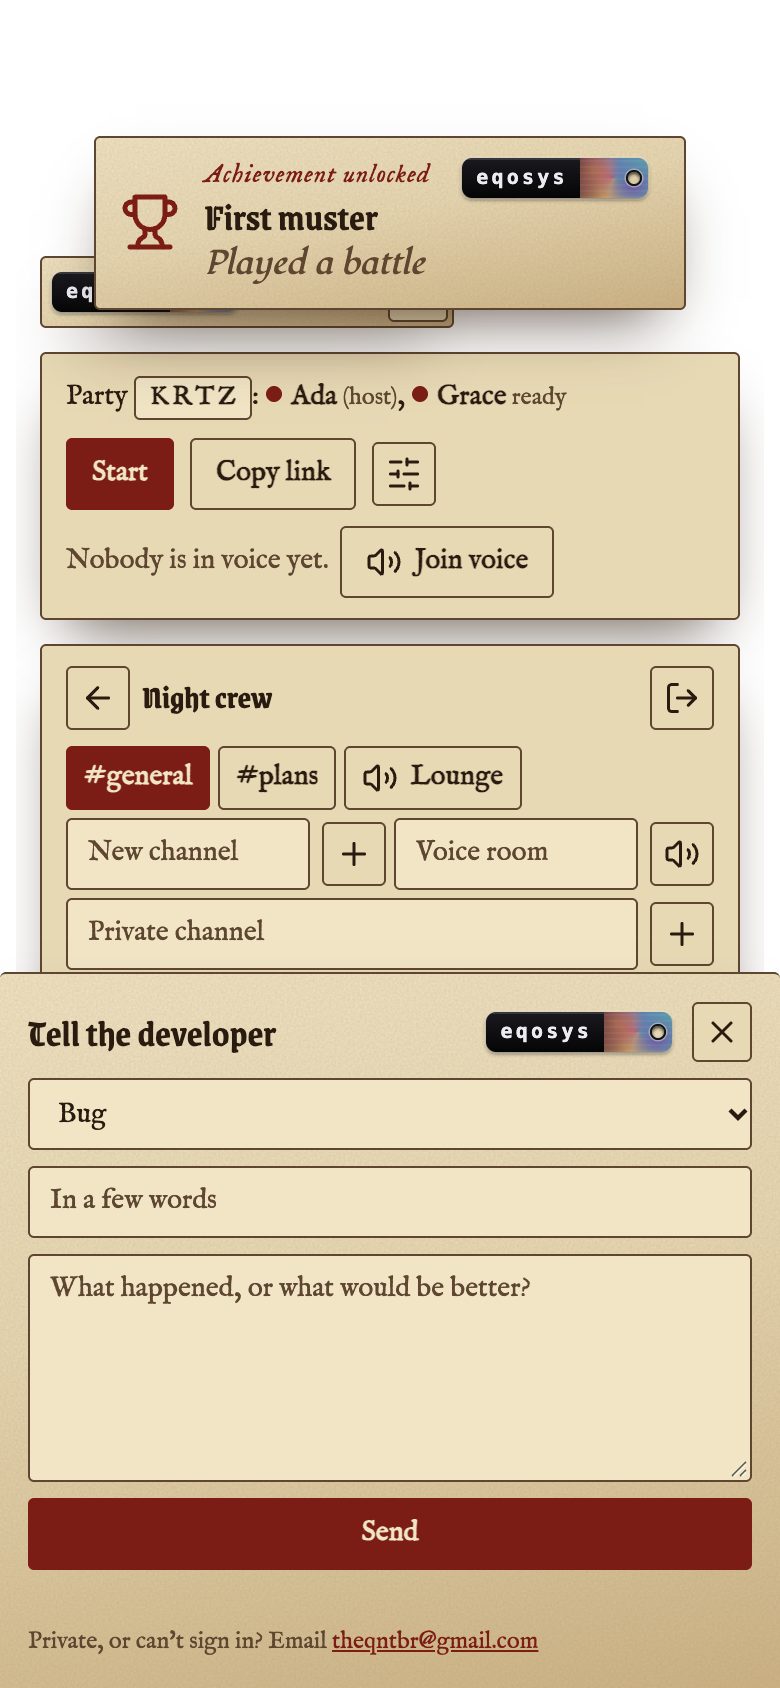 Achievement unlocked
eqosys
First muster
Played a battle
eq
Party KRTZ: Ada (host), Grace ready
Start
Copy link
Nobody is in voice yet.
Join voice
Night crew
#general
#plans
Lounge
New channel
Voice room
Private channel
Tell the developer
eqosys
Bug
In a few words
What happened, or what would be better?
Send
Private, or can’t sign in? Email theqntbr@gmail.com